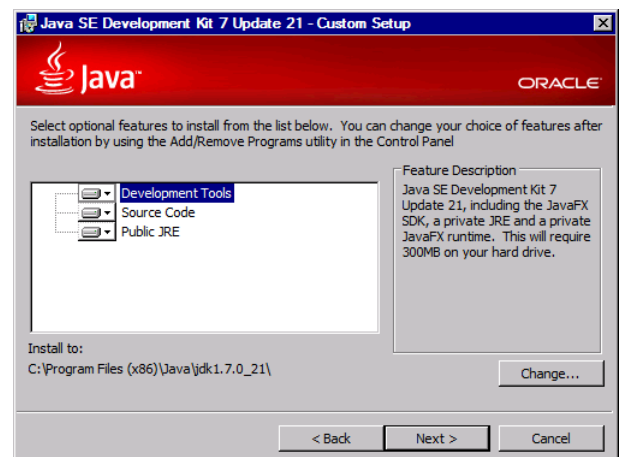 Java SE Development Kit 7 Update 21 - Custom Setup
Java™
ORACLE
Select optional features to install from the list below. You can change your choice of features after
installation by using the Add/Remove Programs utility in the Control Panel
Development Tools
Source Code
Public JRE
Feature Description
Java SE Development Kit 7
Update 21, including the JavaFX
SDK, a private JRE and a private
JavaFX runtime. This will require
300MB on your hard drive.
Install to:
C:\Program Files (x86)\Java\jdk1.7.0_21\
Change...
< Back
Next >
Cancel